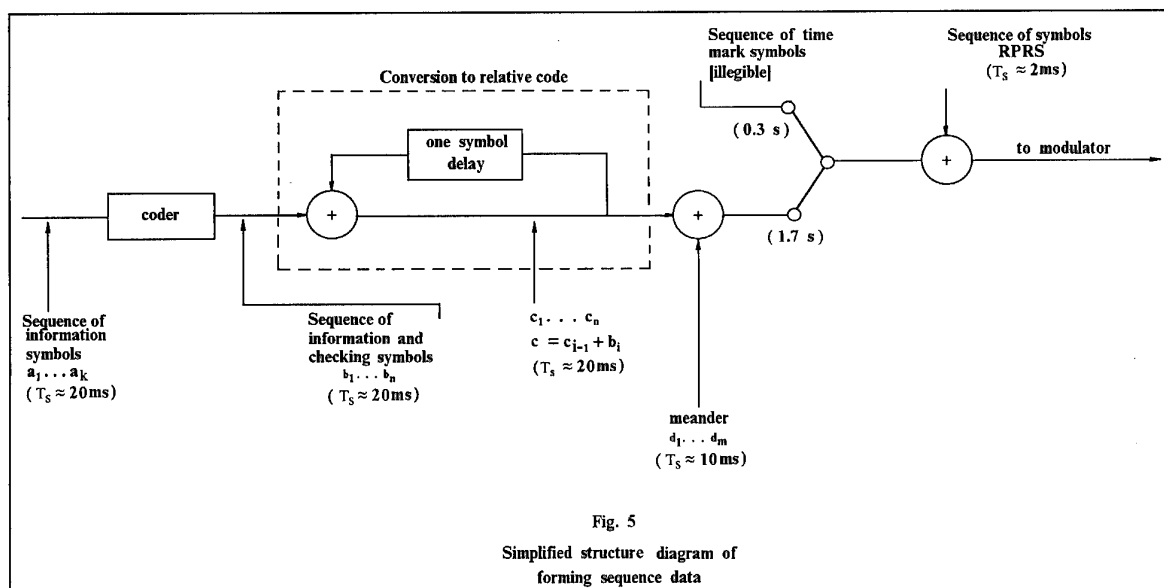 Sequence of time
mark symbols
[illegible]
Sequence of symbols
RPRS
(T_S ≈ 2ms)
Conversion to relative code
one symbol
delay
(0.3 s)
to modulator
coder
+
+
+
(1.7 s)
Sequence of
information
symbols
a_1 . . . a_k
(T_S ≈ 20ms)
Sequence of
information and
checking symbols
b_1 . . . b_n
(T_S ≈ 20ms)
c_1 . . . c_n
c = c_{i-1} + b_i
(T_s ≈ 20ms)
meander
d_1 . . . d_m
(T_S ≈ 10ms)
Fig. 5
Simplified structure diagram of
forming sequence data